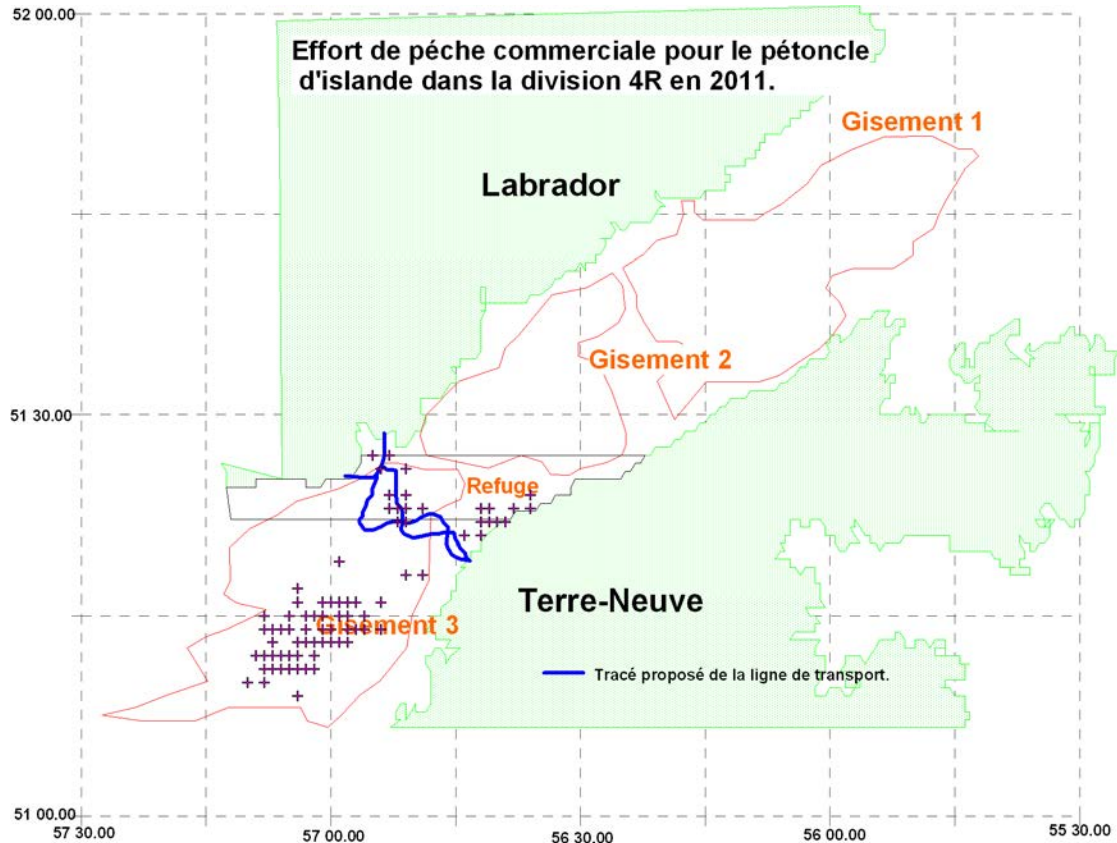 52 00.00
Effort de péche commerciale pour le pétoncle
d'islande dans la division 4R en 2011.
Gisement 1
Labrador
Gisement 2
51 30.00
Refuge
Terre-Neuve
Gisement 3
Tracé proposé de la ligne de transport.
51 00.00
57 30.00
57 00.00
56 30.00
56 00.00
55 30.00